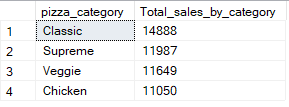 pizza_category Total_sales_by_category
1 Classic 14888
2 Supreme 11987
3 Veggie 11649
4 Chicken 11050